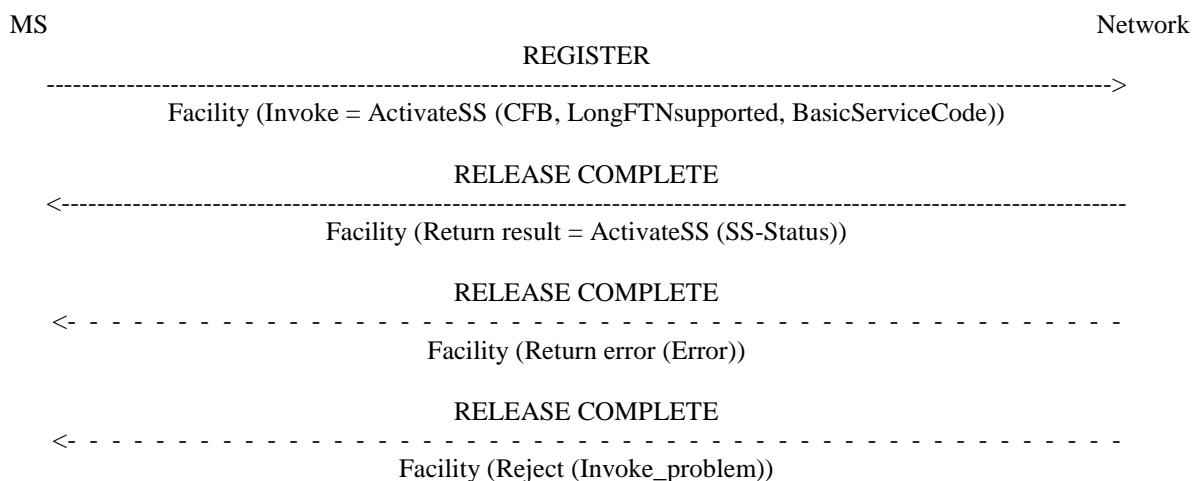 MS Network
REGISTER
Facility (Invoke = ActivateSS (CFB, LongFTNsupported, BasicServiceCode))
RELEASE COMPLETE
Facility (Return result = ActivateSS (SS-Status))
RELEASE COMPLETE
Facility (Return error (Error))
RELEASE COMPLETE
Facility (Reject (Invoke_problem))